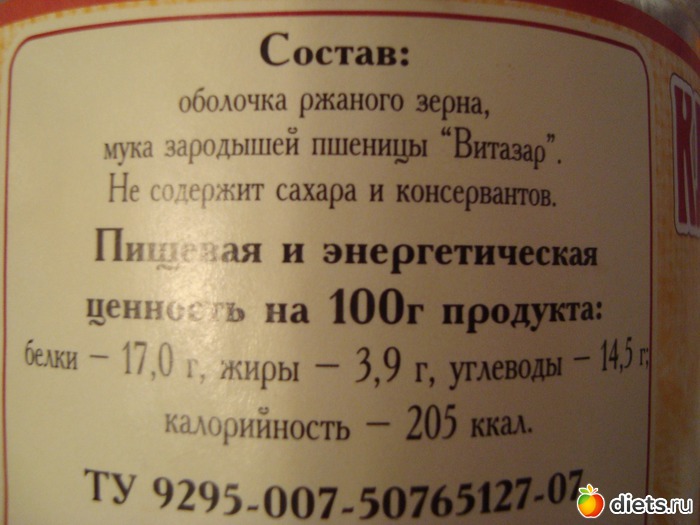 Состав:
оболочка ржаного зерна,
мука зародышей пшеницы "Витазар".
Не содержит сахара и консервантов.
Пищевая и энергетическая
ценность на 100г продукта:
белки – 17,0 г, жиры – 3,9 г, углеводы – 14,5 г;
калорийность – 205 ккал.
ТУ 9295-007-50765127-07
diets.ru